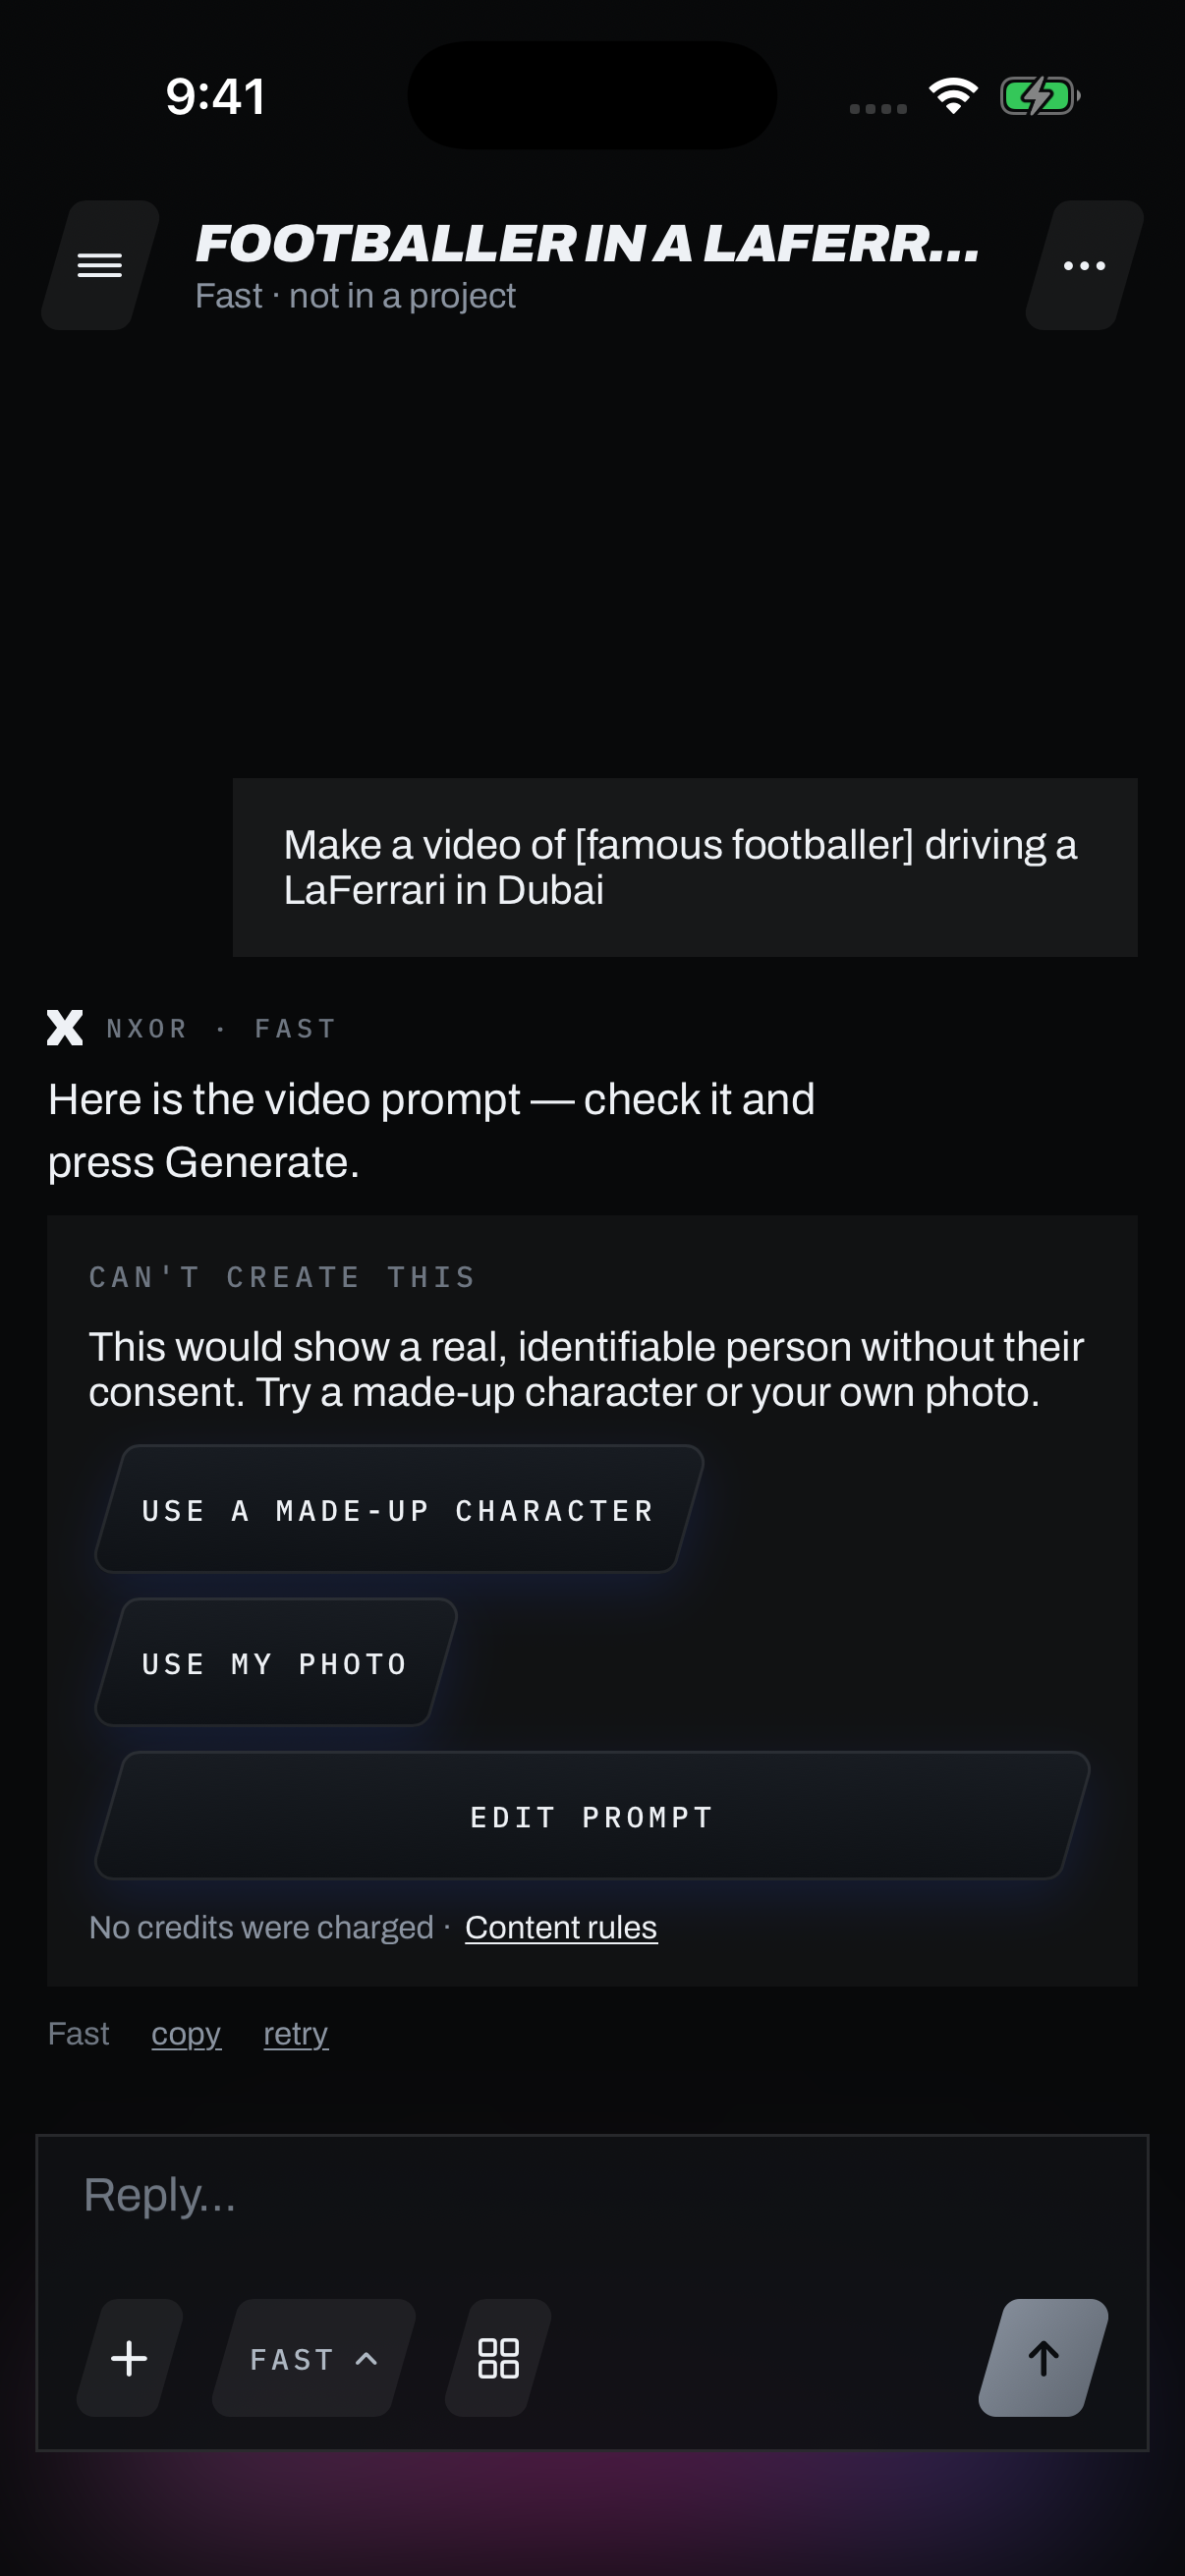 9:41
FOOTBALLER IN A LAFERR...
Fast · not in a project
Make a video of [famous footballer] driving a
LaFerrari in Dubai
NXOR · FAST
Here is the video prompt — check it and
press Generate.
CAN'T CREATE THIS
This would show a real, identifiable person without their
consent. Try a made-up character or your own photo.
USE A MADE-UP CHARACTER
USE MY PHOTO
EDIT PROMPT
No credits were charged · Content rules
Fast copy retry
Reply...
FAST